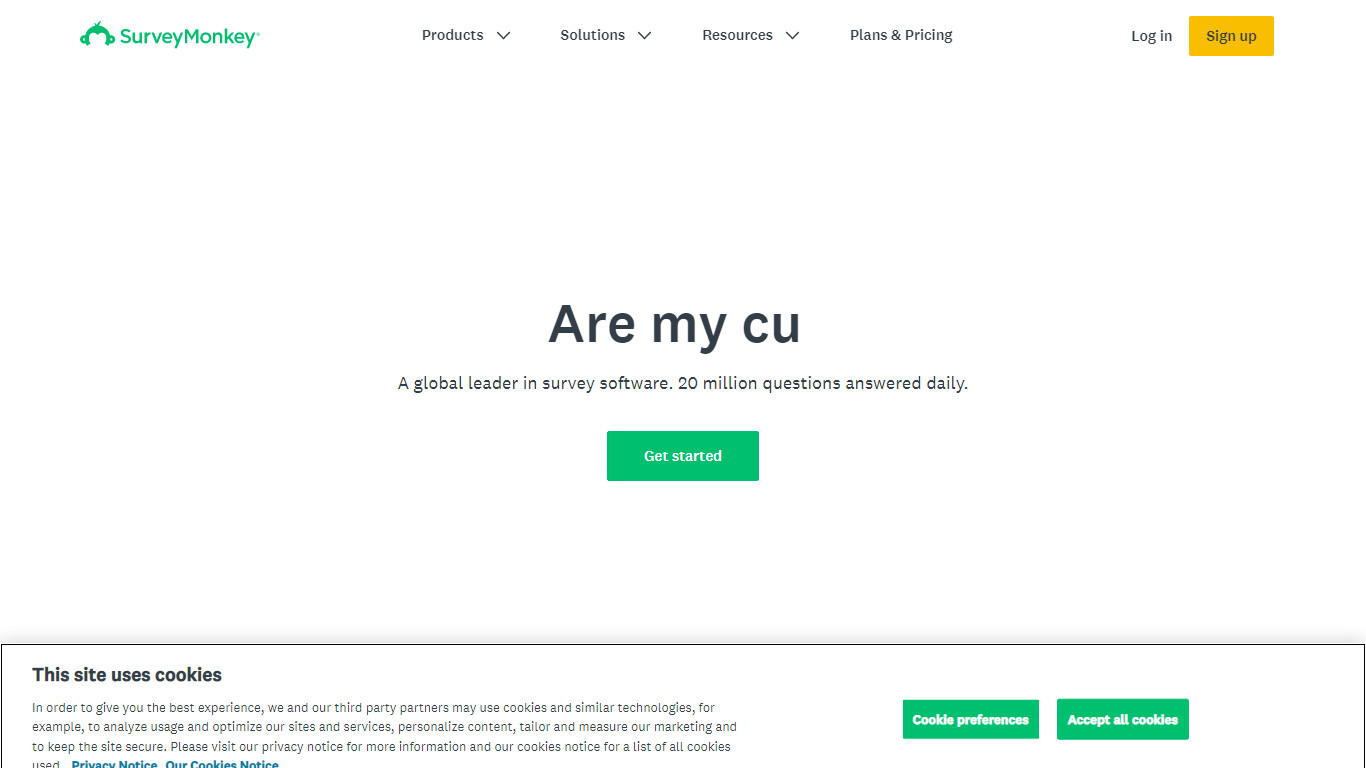 SurveyMonkey
Products
Solutions
Resources
Plans & Pricing
Log in
Sign up
Are my cu
A global leader in survey software. 20 million questions answered daily.
Get started
This site uses cookies
In order to give you the best experience, we and our third party partners may use cookies and similar technologies, for
example, to analyze usage and optimize our sites and services, personalize content, tailor and measure our marketing and
to keep the site secure. Please visit our privacy notice for more information and our cookies notice for a list of all cookies
used. Privacy Notice Our Cookies Notice
Cookie preferences
Accept all cookies